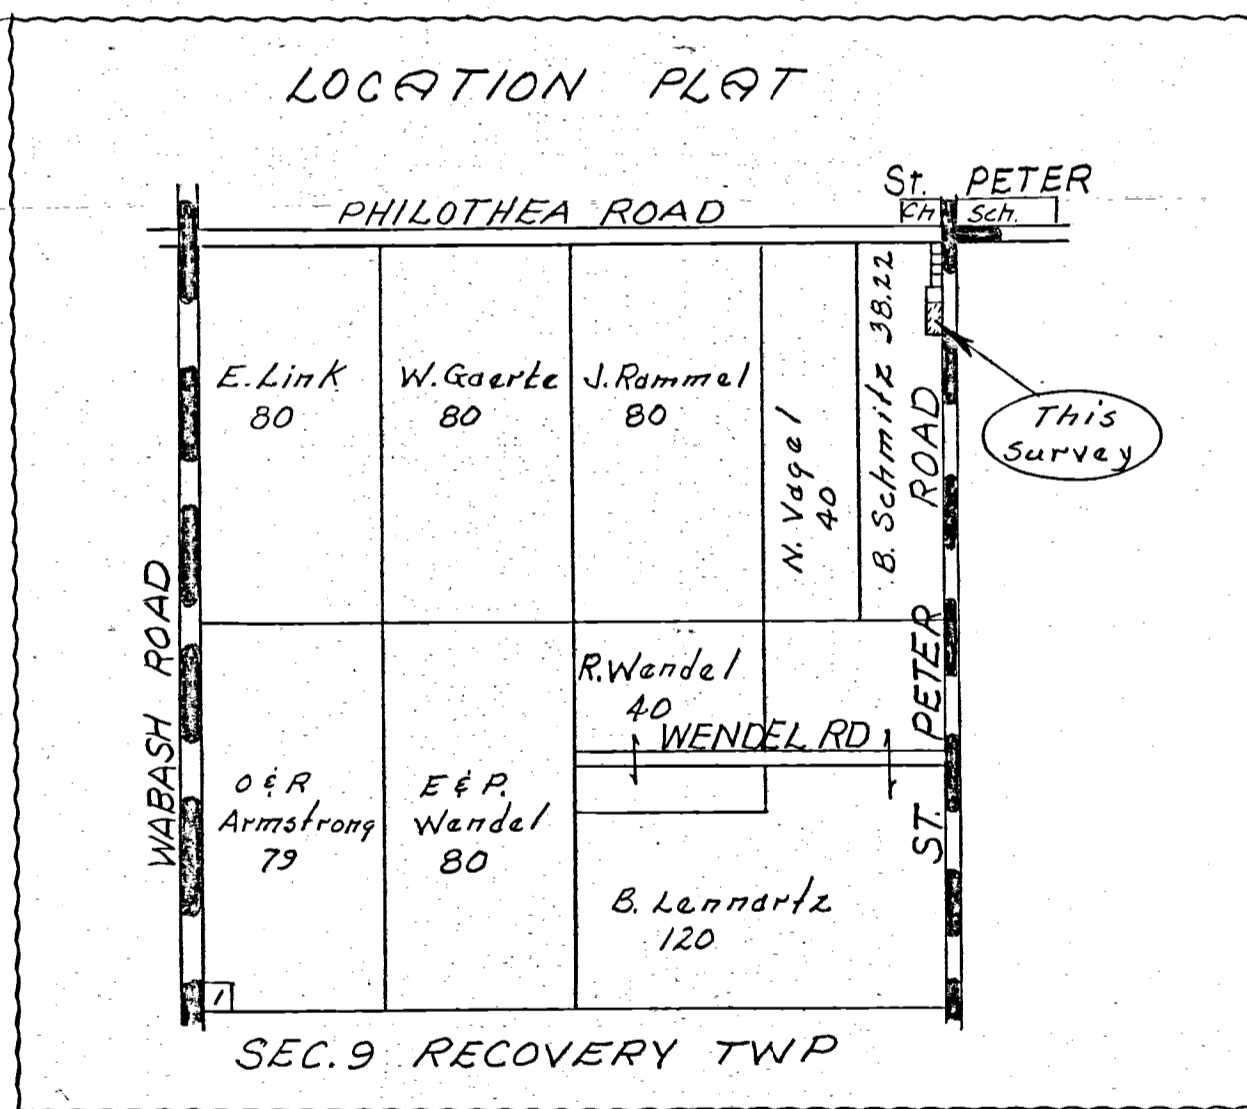 LOCATION PLAT
St. PETER
PHILOTHEA ROAD
Ch
Sch.
E. Link
80
W. Gaerte
80
J. Rammel
80
N. Vagel
40
B. Schmitz 38.22
This
survey
WABASH ROAD
ST. PETER ROAD
R. Wendel
40
WENDEL RD
O & R
Armstrong
79
E & P.
Wendel
80
B. Lennartz
120
1
SEC. 9 RECOVERY TWP